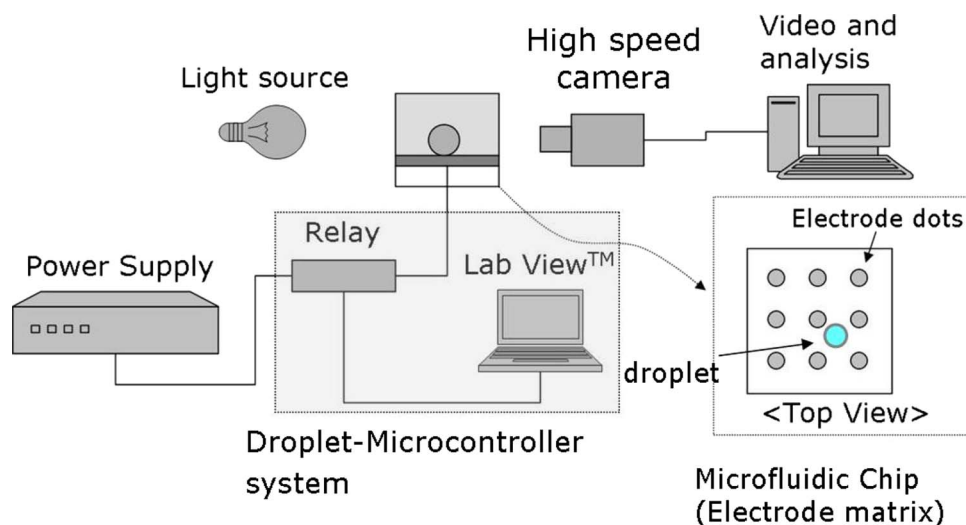 Light source
High speed
camera
Video and
analysis
Power Supply
Relay
Lab View™
Droplet-Microcontroller
system
Electrode dots
droplet
<Top View>
Microfluidic Chip
(Electrode matrix)